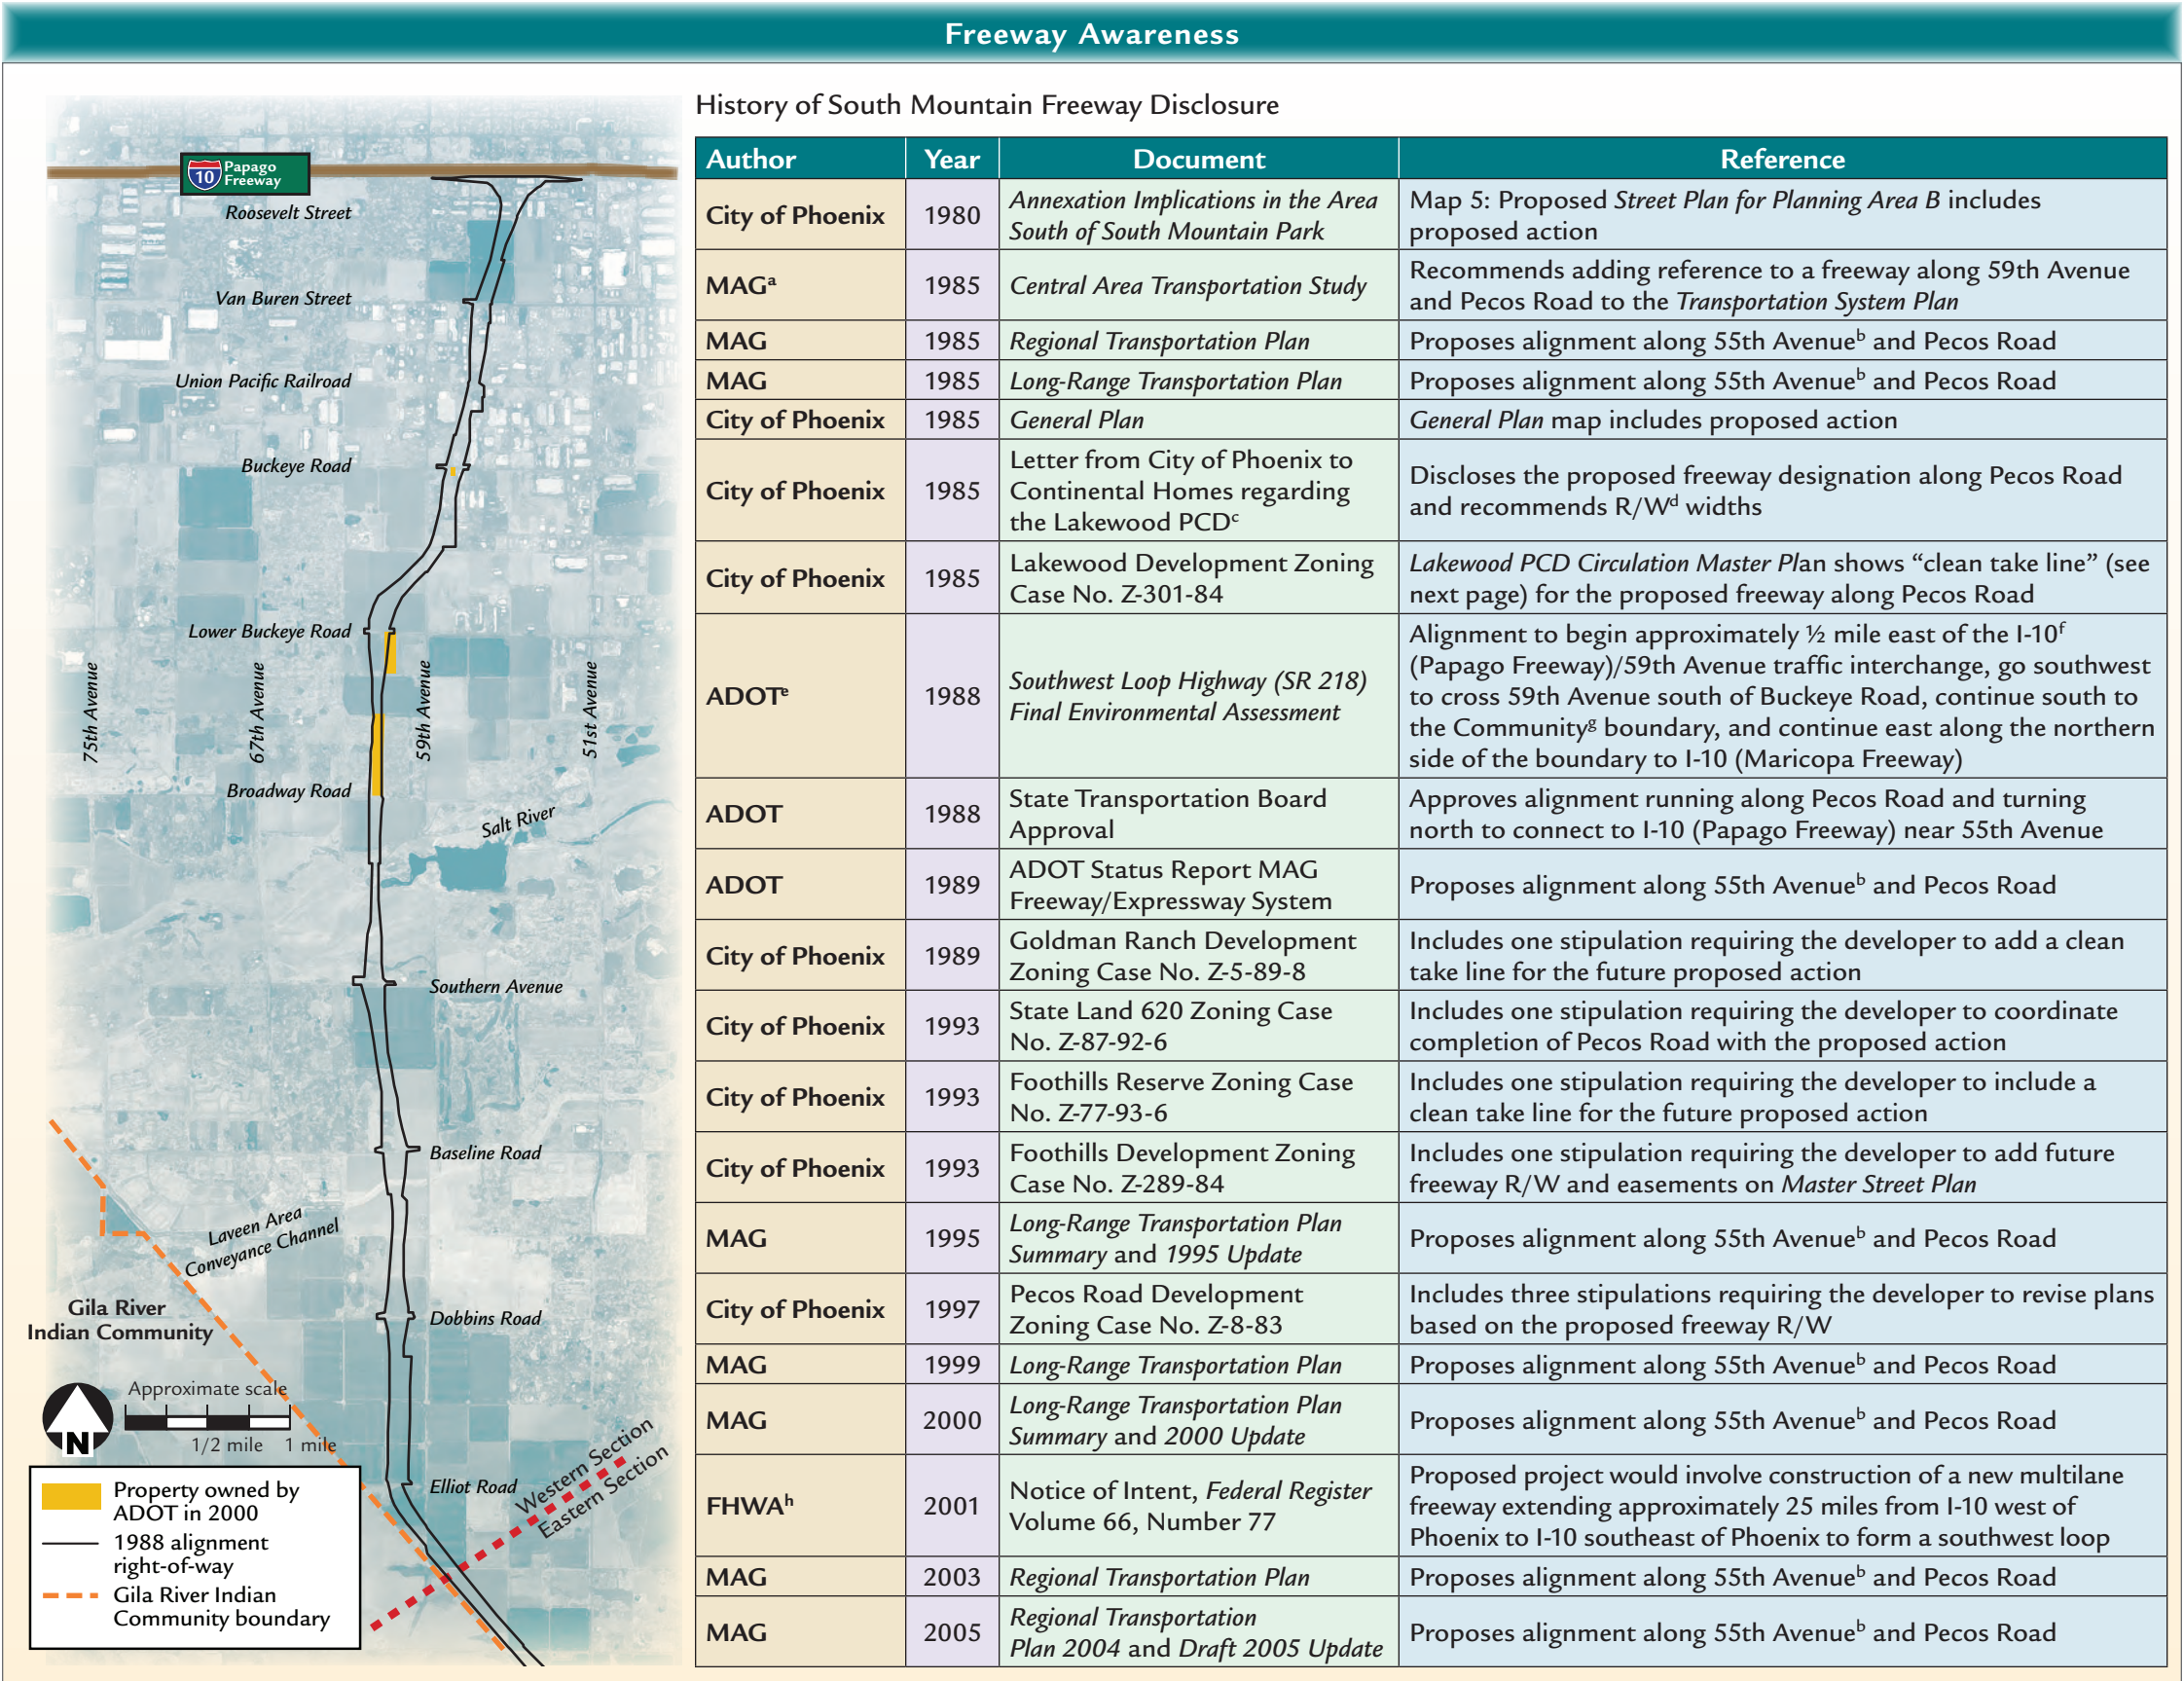 Freeway Awareness
10 Papago
Freeway
Roosevelt Street
Van Buren Street
Union Pacific Railroad
Buckeye Road
Lower Buckeye Road
75th Avenue
67th Avenue
59th Avenue
51st Avenue
Broadway Road
Salt River
Southern Avenue
Baseline Road
Laveen Area
Conveyance Channel
Gila River
Indian Community
Dobbins Road
Approximate scale
N
1/2 mile 1 mile
Elliot Road
Western Section
Eastern Section
Property owned by
ADOT in 2000
1988 alignment
right-of-way
Gila River Indian
Community boundary
History of South Mountain Freeway Disclosure
Author Year Document Reference
City of Phoenix 1980
Annexation Implications in the Area
South of South Mountain Park
Map 5: Proposed Street Plan for Planning Area B includes
proposed action
MAGa 1985 Central Area Transportation Study
Recommends adding reference to a freeway along 59th Avenue
and Pecos Road to the Transportation System Plan
MAG 1985 Regional Transportation Plan Proposes alignment along 55th Avenueb and Pecos Road
MAG 1985 Long-Range Transportation Plan Proposes alignment along 55th Avenueb and Pecos Road
City of Phoenix 1985 General Plan General Plan map includes proposed action
City of Phoenix 1985
Letter from City of Phoenix to
Continental Homes regarding
the Lakewood PCDc
Discloses the proposed freeway designation along Pecos Road
and recommends R/Wd widths
City of Phoenix 1985
Lakewood Development Zoning
Case No. Z-301-84
Lakewood PCD Circulation Master Plan shows “clean take line” (see
next page) for the proposed freeway along Pecos Road
ADOTe 1988
Southwest Loop Highway (SR 218)
Final Environmental Assessment
Alignment to begin approximately ½ mile east of the I-10f
(Papago Freeway)/59th Avenue traffic interchange, go southwest
to cross 59th Avenue south of Buckeye Road, continue south to
the Communityg boundary, and continue east along the northern
side of the boundary to I-10 (Maricopa Freeway)
ADOT 1988
State Transportation Board
Approval
Approves alignment running along Pecos Road and turning
north to connect to I-10 (Papago Freeway) near 55th Avenue
ADOT 1989
ADOT Status Report MAG
Freeway/Expressway System
Proposes alignment along 55th Avenueb and Pecos Road
City of Phoenix 1989
Goldman Ranch Development
Zoning Case No. Z-5-89-8
Includes one stipulation requiring the developer to add a clean
take line for the future proposed action
City of Phoenix 1993
State Land 620 Zoning Case
No. Z-87-92-6
Includes one stipulation requiring the developer to coordinate
completion of Pecos Road with the proposed action
City of Phoenix 1993
Foothills Reserve Zoning Case
No. Z-77-93-6
Includes one stipulation requiring the developer to include a
clean take line for the future proposed action
City of Phoenix 1993
Foothills Development Zoning
Case No. Z-289-84
Includes one stipulation requiring the developer to add future
freeway R/W and easements on Master Street Plan
MAG 1995
Long-Range Transportation Plan
Summary and 1995 Update
Proposes alignment along 55th Avenueb and Pecos Road
City of Phoenix 1997
Pecos Road Development
Zoning Case No. Z-8-83
Includes three stipulations requiring the developer to revise plans
based on the proposed freeway R/W
MAG 1999 Long-Range Transportation Plan Proposes alignment along 55th Avenueb and Pecos Road
MAG 2000
Long-Range Transportation Plan
Summary and 2000 Update
Proposes alignment along 55th Avenueb and Pecos Road
FHWAh 2001
Notice of Intent, Federal Register
Volume 66, Number 77
Proposed project would involve construction of a new multilane
freeway extending approximately 25 miles from I-10 west of
Phoenix to I-10 southeast of Phoenix to form a southwest loop
MAG 2003 Regional Transportation Plan Proposes alignment along 55th Avenueb and Pecos Road
MAG 2005
Regional Transportation
Plan 2004 and Draft 2005 Update
Proposes alignment along 55th Avenueb and Pecos Road